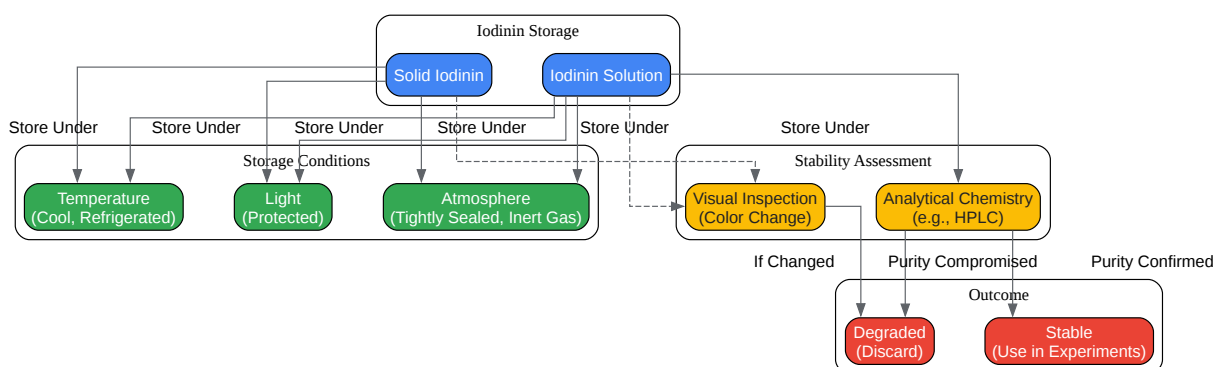 Iodinin Storage
Solid Iodinin
Iodinin Solution
Store Under
Store Under
Store Under
Store Under
Store Under
Store Under
Storage Conditions
Stability Assessment
Temperature
(Cool, Refrigerated)
Light
(Protected)
Atmosphere
(Tightly Sealed, Inert Gas)
Visual Inspection
(Color Change)
Analytical Chemistry
(e.g., HPLC)
If Changed
Purity Compromised
Purity Confirmed
Outcome
Degraded
(Discard)
Stable
(Use in Experiments)